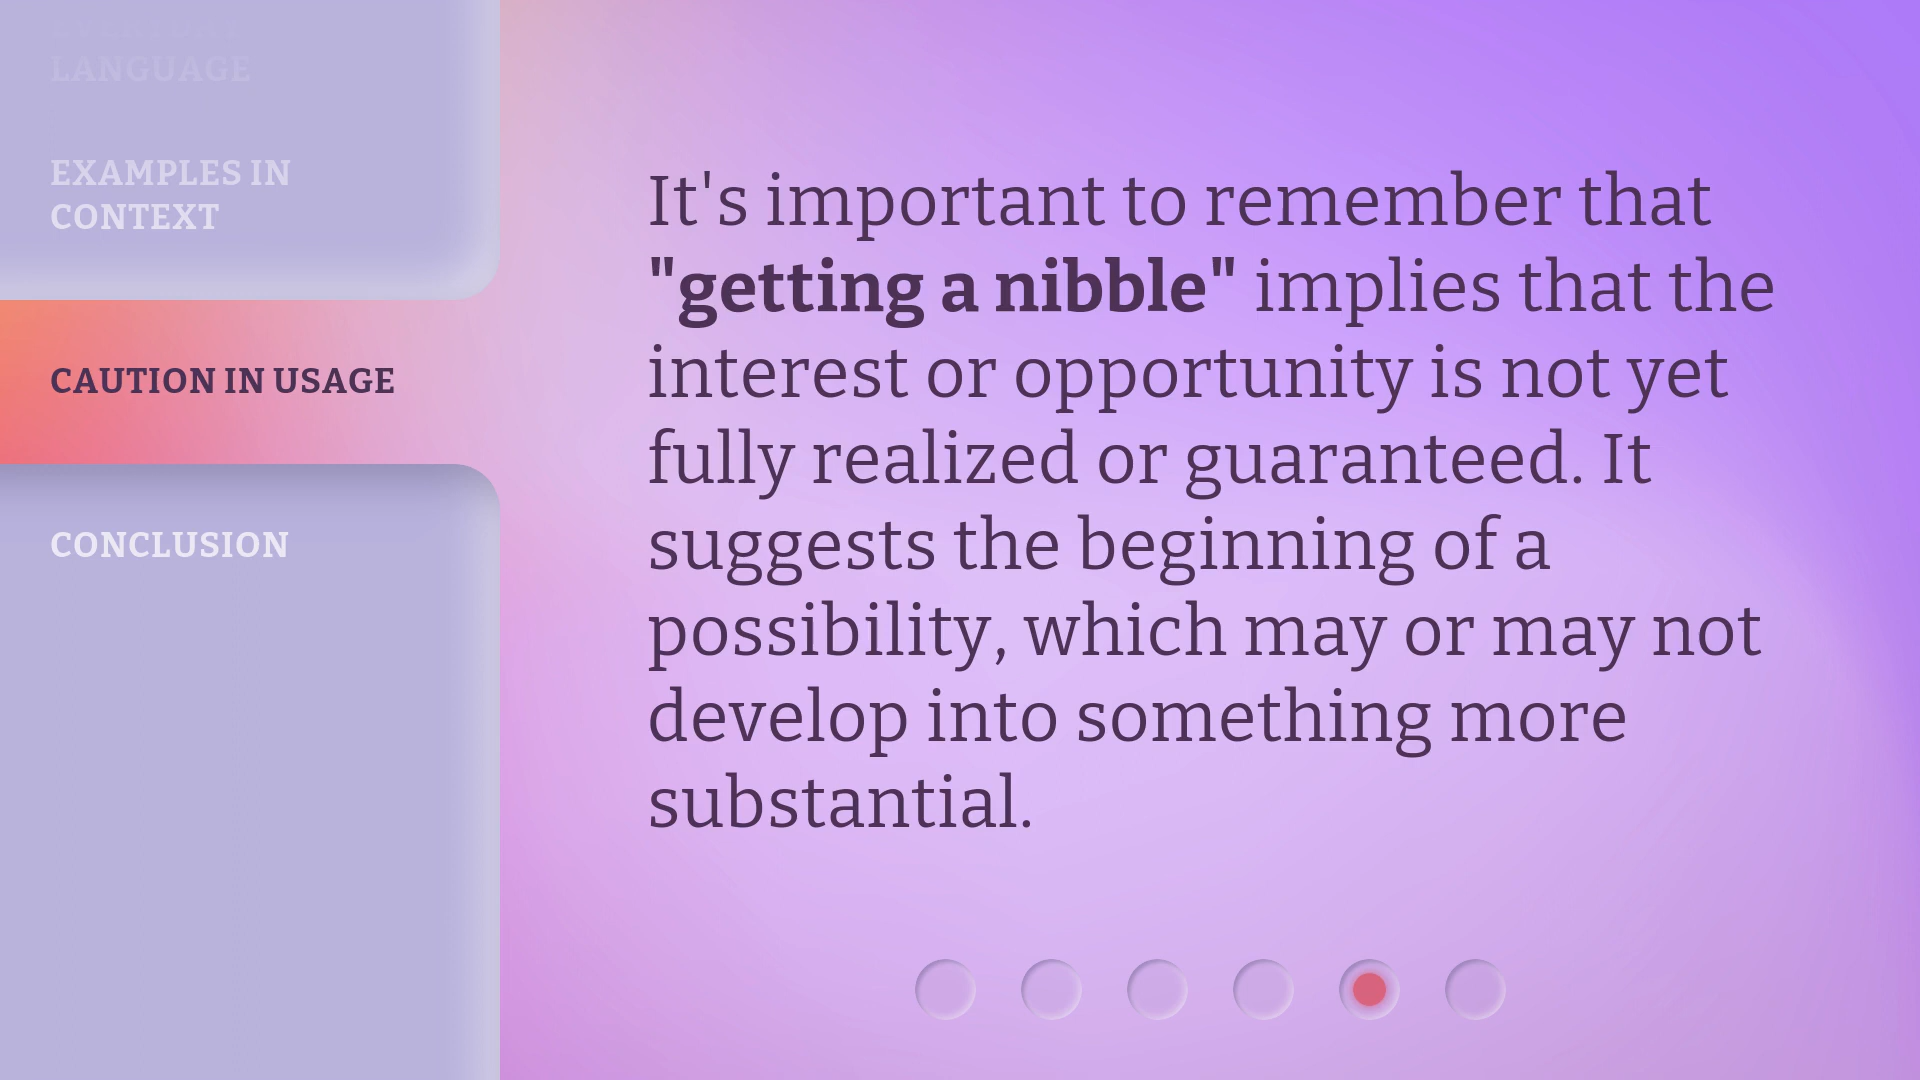 LANGUAGE
EXAMPLES IN
CONTEXT
CAUTION IN USAGE
CONCLUSION
It's important to remember that
"getting a nibble" implies that the
interest or opportunity is not yet
fully realized or guaranteed. It
suggests the beginning of a
possibility, which may or may not
develop into something more
substantial.